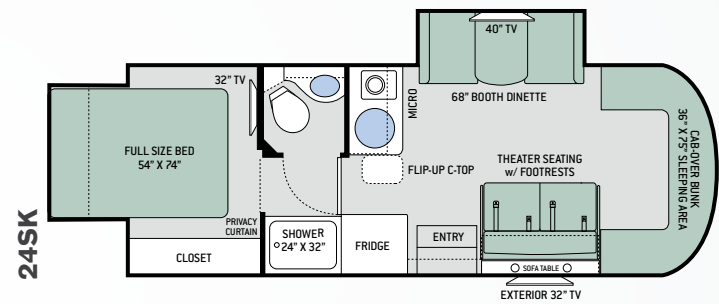 24SK
40" TV
32" TV
68" BOOTH DINETTE
MICRO
FULL SIZE BED
54" X 74"
CAB-OVER BUNK
36" X 75" SLEEPING AREA
THEATER SEATING
w/ FOOTRESTS
FLIP-UP C-TOP
PRIVACY
CURTAIN
SHOWER
24" X 32"
FRIDGE
ENTRY
CLOSET
SOFA TABLE
EXTERIOR 32" TV